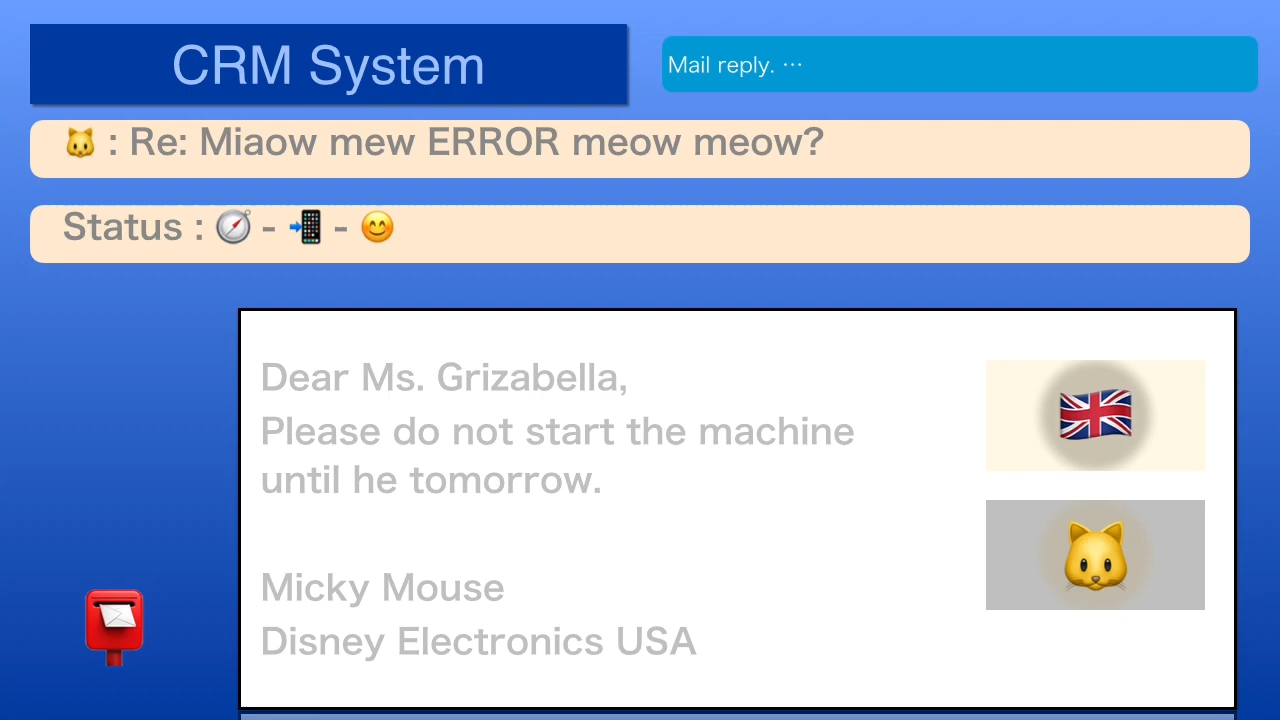 CRM System
Mail reply. …
🐱 : Re: Miaow mew ERROR meow meow?
Status : 🧭 - 📲 - 😊
Dear Ms. Grizabella,
Please do not start the machine
until he tomorrow.
Micky Mouse
Disney Electronics USA